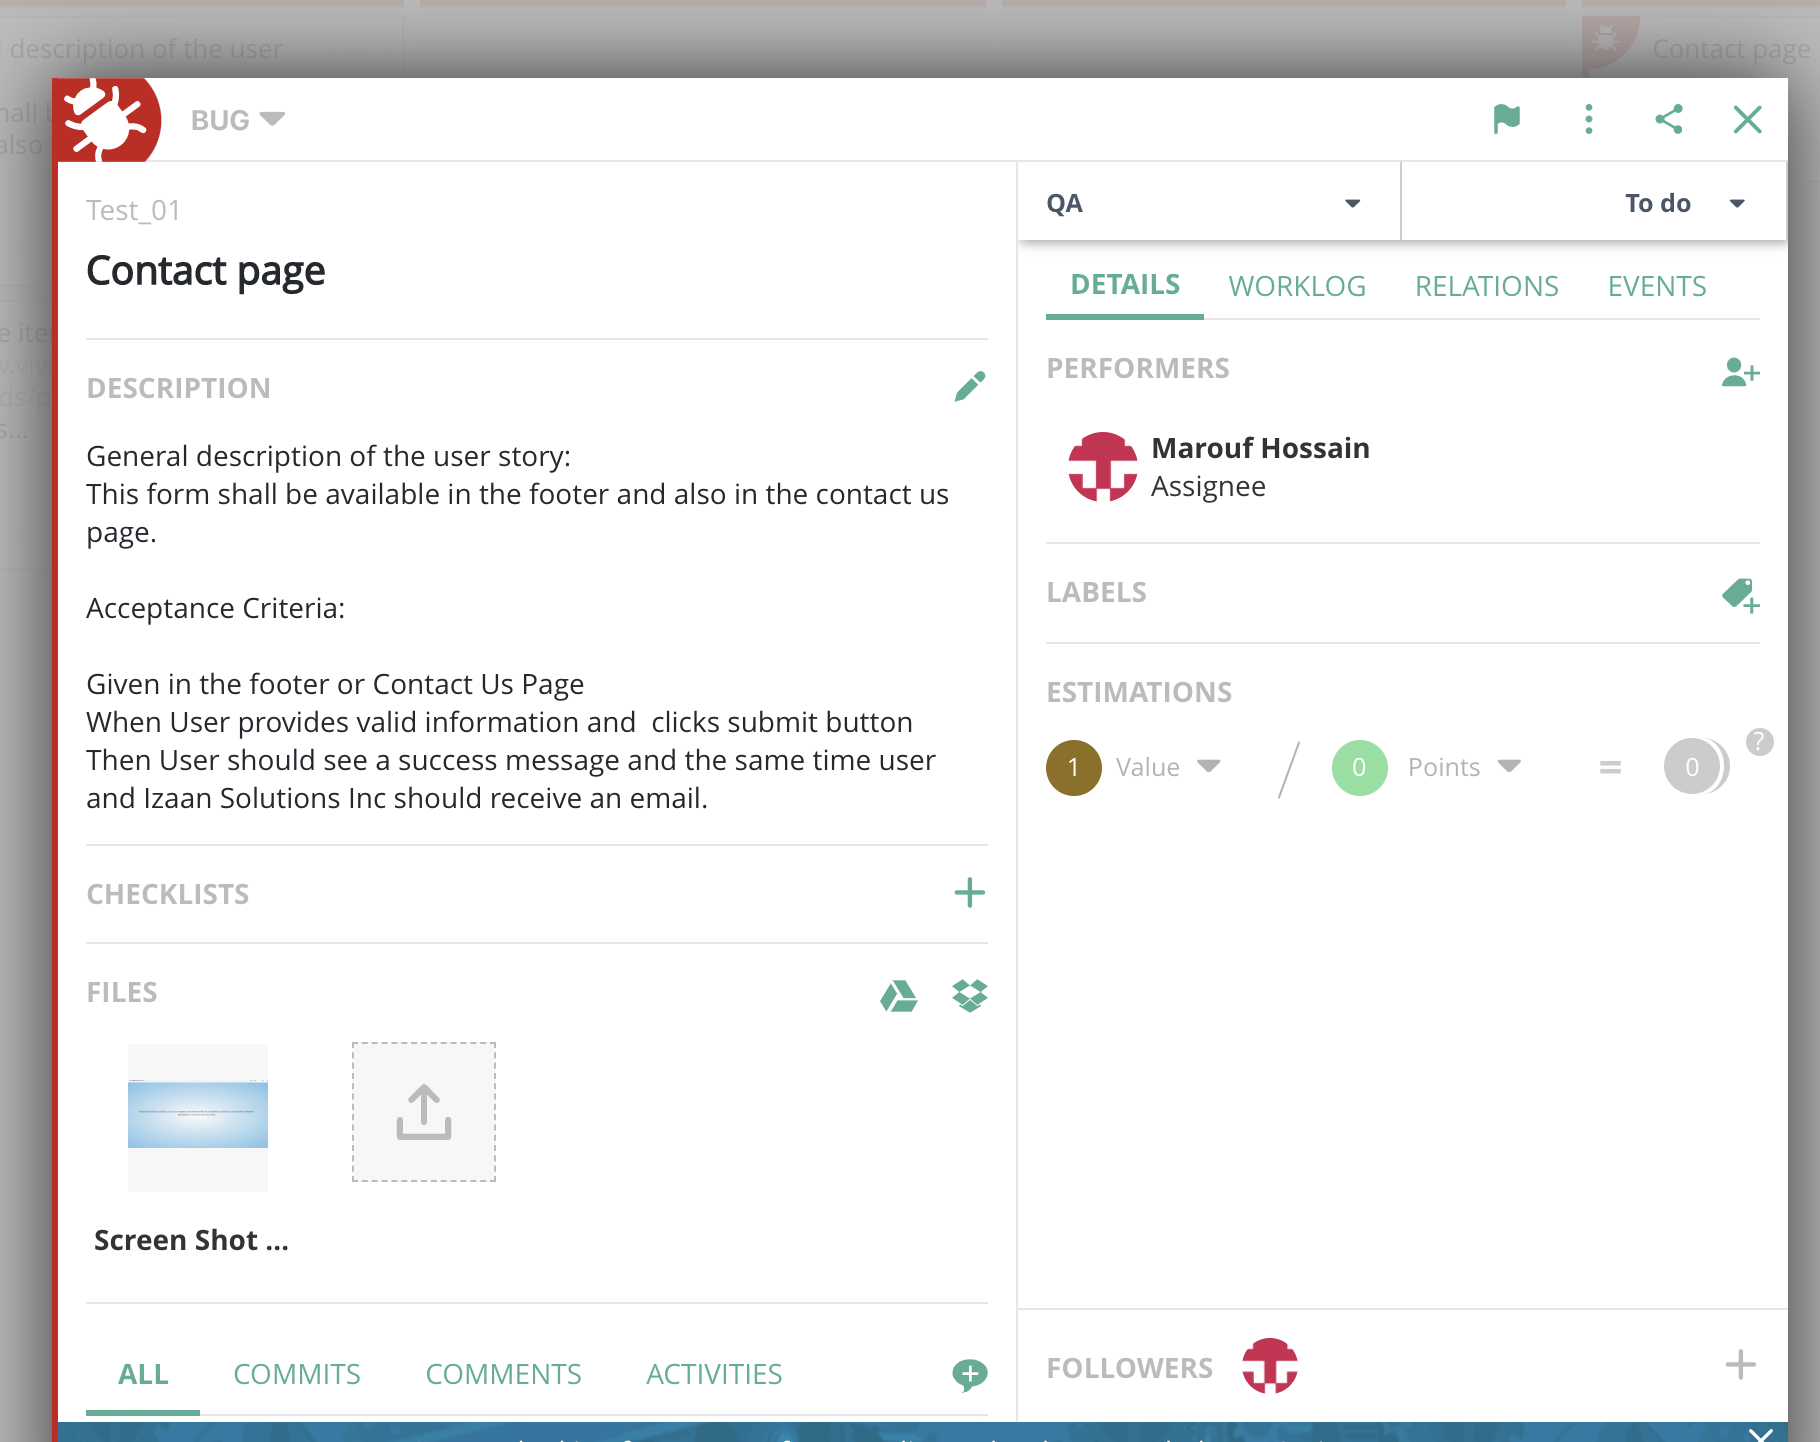 description of the user
Contact page
also
BUG
Test_01
Contact page
QA
To do
DETAILS WORKLOG RELATIONS EVENTS
DESCRIPTION
General description of the user story:
This form shall be available in the footer and also in the contact us
page.
Acceptance Criteria:
Given in the footer or Contact Us Page
When User provides valid information and  clicks submit button
Then User should see a success message and the same time user
and Izaan Solutions Inc should receive an email.
CHECKLISTS
FILES
Screen Shot ...
ALL COMMITS COMMENTS ACTIVITIES
PERFORMERS
Marouf Hossain
Assignee
LABELS
ESTIMATIONS
1 Value / 0 Points = 0 ?
FOLLOWERS